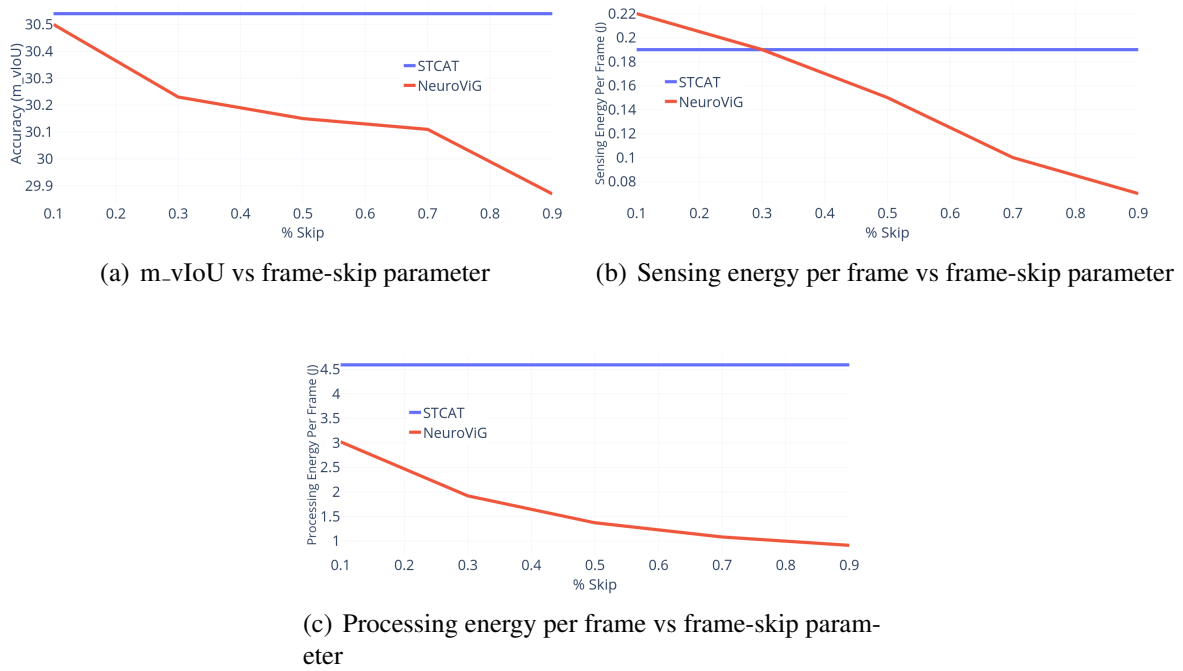 Accuracy (m_vIoU)
30.5
30.4
30.3
30.2
30.1
30
29.9
STCAT
NeuroViG
0.1 0.2 0.3 0.4 0.5 0.6 0.7 0.8 0.9
% Skip
(a) m_vIoU vs frame-skip parameter
Sensing Energy Per Frame (J)
0.22
0.2
0.18
0.16
0.14
0.12
0.1
0.08
STCAT
NeuroViG
0.1 0.2 0.3 0.4 0.5 0.6 0.7 0.8 0.9
% Skip
(b) Sensing energy per frame vs frame-skip parameter
Processing Energy Per Frame (J)
4.5
4
3.5
3
2.5
2
1.5
1
STCAT
NeuroViG
0.1 0.2 0.3 0.4 0.5 0.6 0.7 0.8 0.9
% Skip
(c) Processing energy per frame vs frame-skip param-
eter